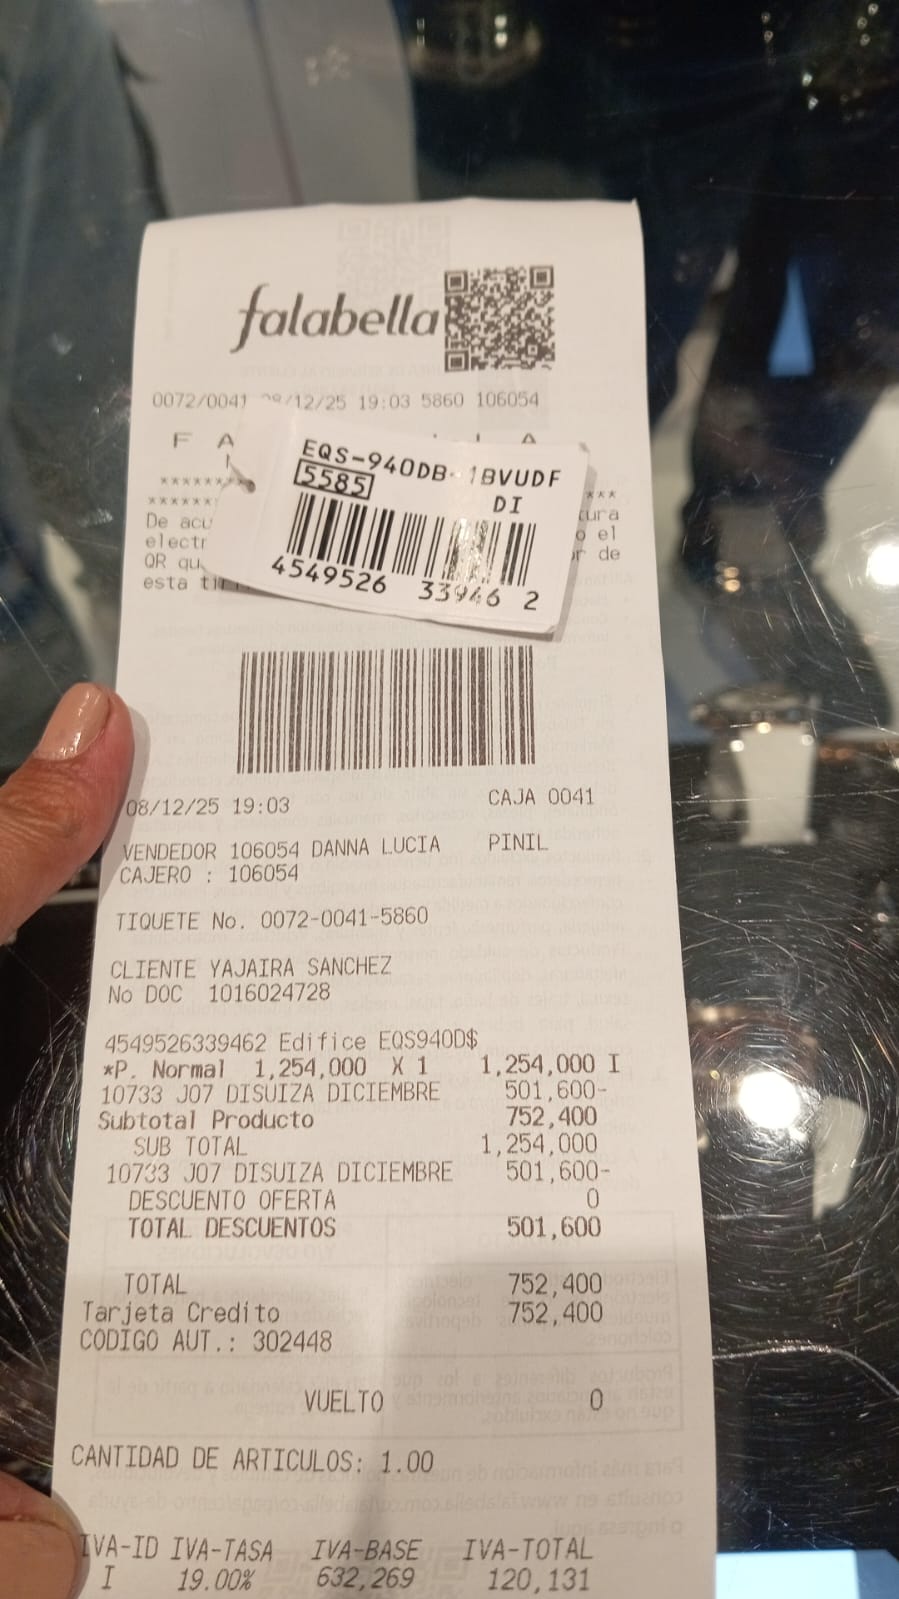 falabella
0072/0041 08/12/25 19:03 5860 106054
F A
EQS-940DB-1BVUDF
5585
DI
4549526 33946 2
********
******* ***
De acu tura
electr o el
QR qu or de
esta
08/12/25 19:03 CAJA 0041
VENDEDOR 106054 DANNA LUCIA PINIL
CAJERO : 106054
TIQUETE No. 0072-0041-5860
CLIENTE YAJAIRA SANCHEZ
No DOC 1016024728
4549526339462 Edifice EQS940D$
*P. Normal 1,254,000 X 1 1,254,000 I
10733 J07 DISUIZA DICIEMBRE 501,600-
Subtotal Producto 752,400
SUB TOTAL 1,254,000
10733 J07 DISUIZA DICIEMBRE 501,600-
DESCUENTO OFERTA 0
TOTAL DESCUENTOS 501,600
TOTAL 752,400
Tarjeta Credito 752,400
CODIGO AUT.: 302448
VUELTO 0
CANTIDAD DE ARTICULOS: 1.00
IVA-ID IVA-TASA IVA-BASE IVA-TOTAL
I 19.00% 632,269 120,131